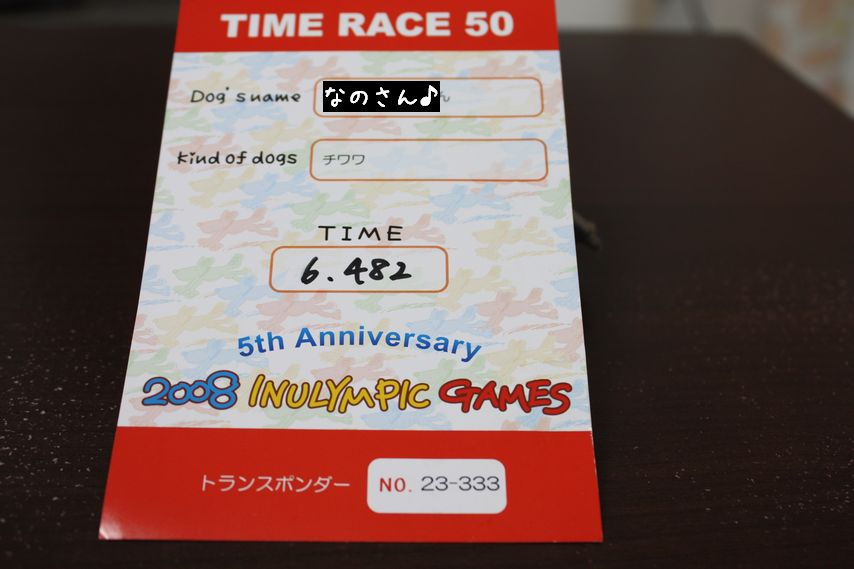 TIME RACE 50
Dog's name なのさん♪ん
Kind of dogs チワワ
TIME
6.482
5th Anniversary
2008 INULYMPIC GAMES
トランスポンダー NO. 23-333